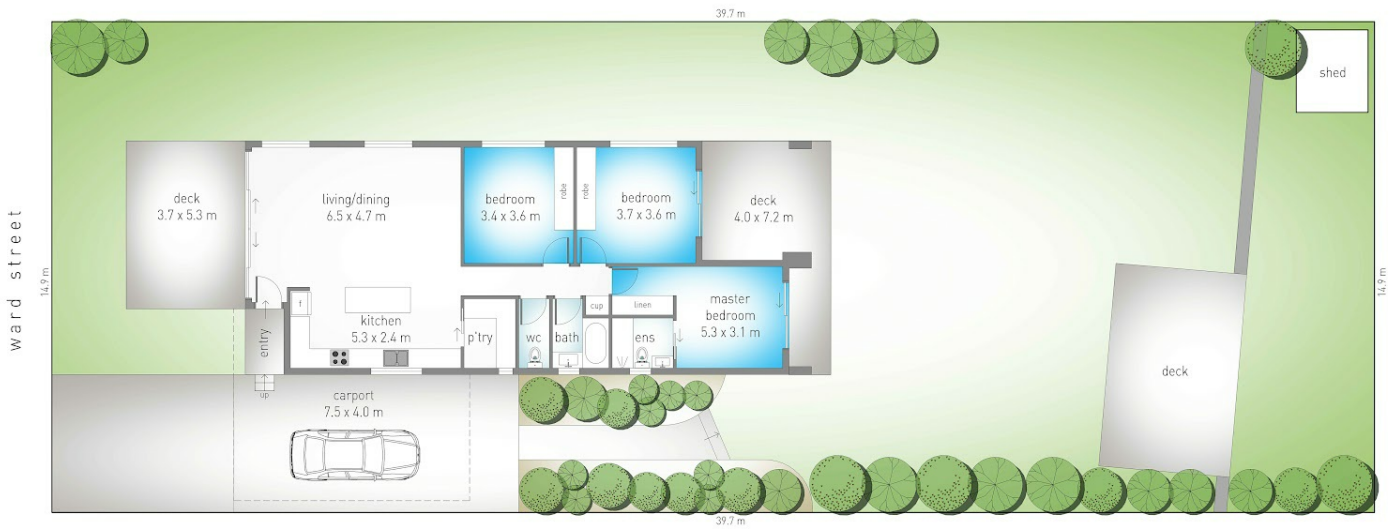 39.7 m
shed
ward street
14.9 m
deck
3.7 x 5.3 m
living/dining
6.5 x 4.7 m
bedroom
3.4 x 3.6 m
robe
robe
bedroom
3.7 x 3.6 m
deck
4.0 x 7.2 m
14.9 m
f
kitchen
5.3 x 2.4 m
entry
p'try
wc
bath
cup
linen
ens
master
bedroom
5.3 x 3.1 m
deck
up
carport
7.5 x 4.0 m
39.7 m